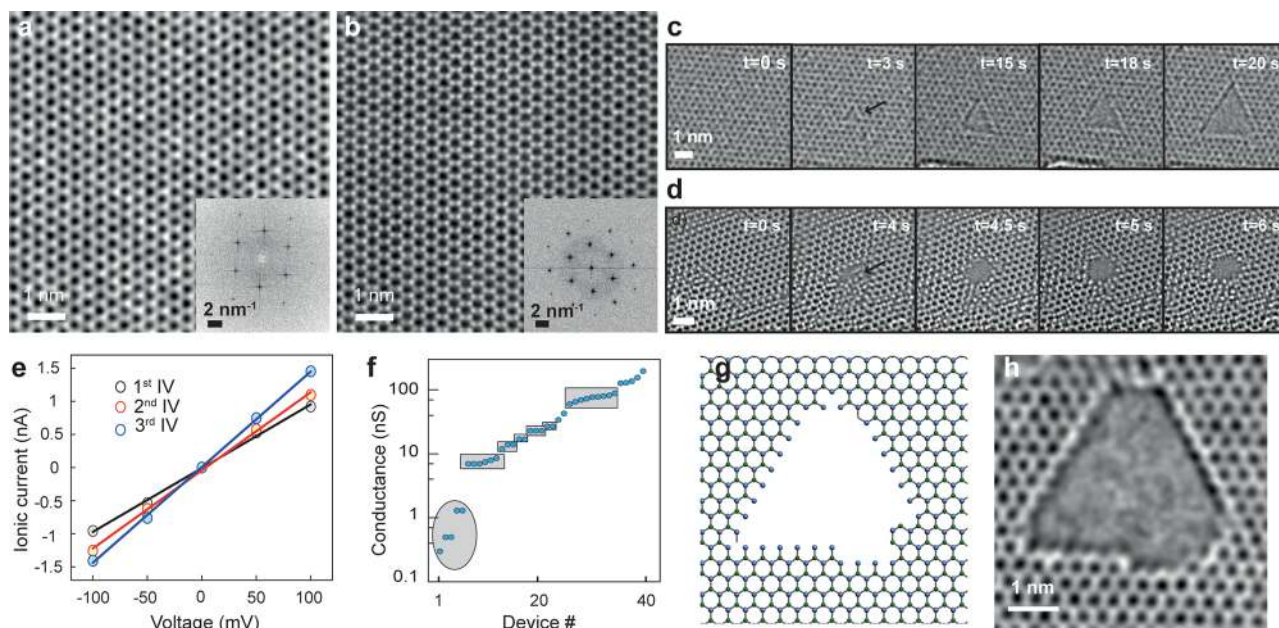 a
1 nm
2 nm⁻¹
b
1 nm
2 nm⁻¹
c
t=0 s
t=3 s
t=15 s
t=18 s
t=20 s
1 nm
d
t=0 s
t=4 s
t=4.5 s
t=5 s
t=6 s
1 nm
e
Ionic current (nA)
1.5
1
0.5
0
-0.5
-1
-1.5
1ˢᵗ IV
2ⁿᵈ IV
3ʳᵈ IV
-100 -50 0 50 100
Voltage (mV)
f
Conductance (nS)
100
10
1
0.1
1 20 40
Device #
g
h
1 nm